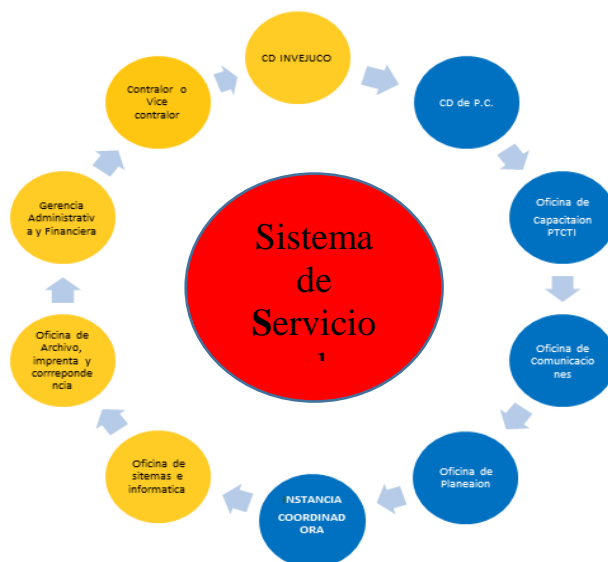 CD INVEJUCO
CD de P.C.
Oficina de
Capacitaion
PTCTI
Oficina de
Comunicacio
nes
Oficina de
Planeaion
NSTANCIA
COORDINAD
ORA
Oficina de
sitemas e
informatica
Oficina de
Archivo,
imprenta y
corrreponde
ncia
Gerencia
Administrativ
a y Financiera
Contralor o
Vice
contralor
Sistema
de
Servicio